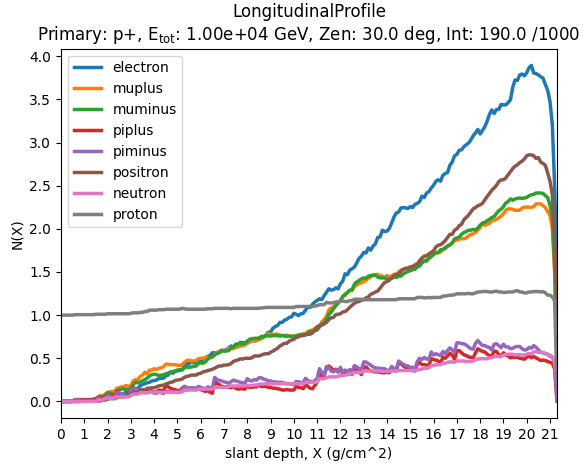 LongitudinalProfile
Primary: p+, E_tot: 1.00e+04 GeV, Zen: 30.0 deg, Int: 190.0 /1000
4.0
3.5
3.0
2.5
2.0
1.5
1.0
0.5
0.0
N(X)
electron
muplus
muminus
piplus
piminus
positron
neutron
proton
0 1 2 3 4 5 6 7 8 9 10 11 12 13 14 15 16 17 18 19 20 21
slant depth, X (g/cm^2)